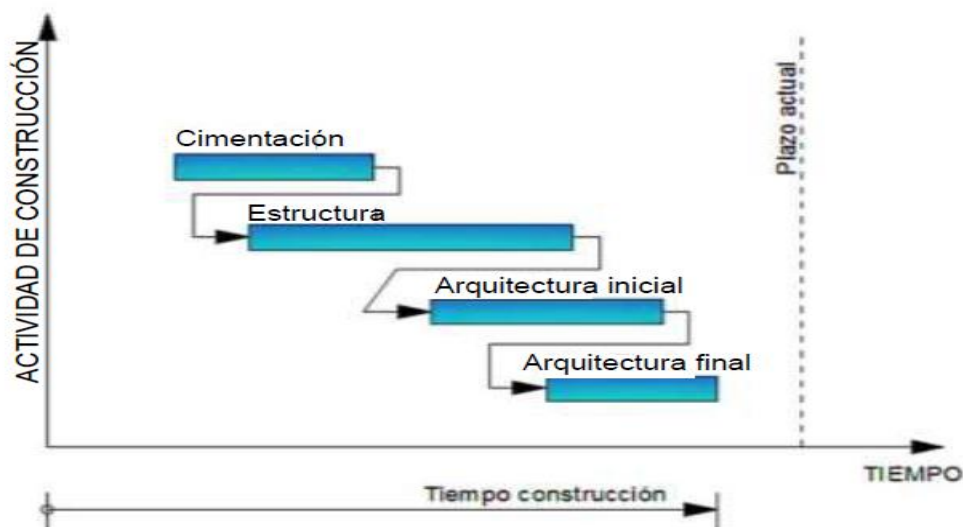 ACTIVIDAD DE CONSTRUCCIÓN
Plazo actual
Cimentación
Estructura
Arquitectura inicial
Arquitectura final
TIEMPO
Tiempo construcción